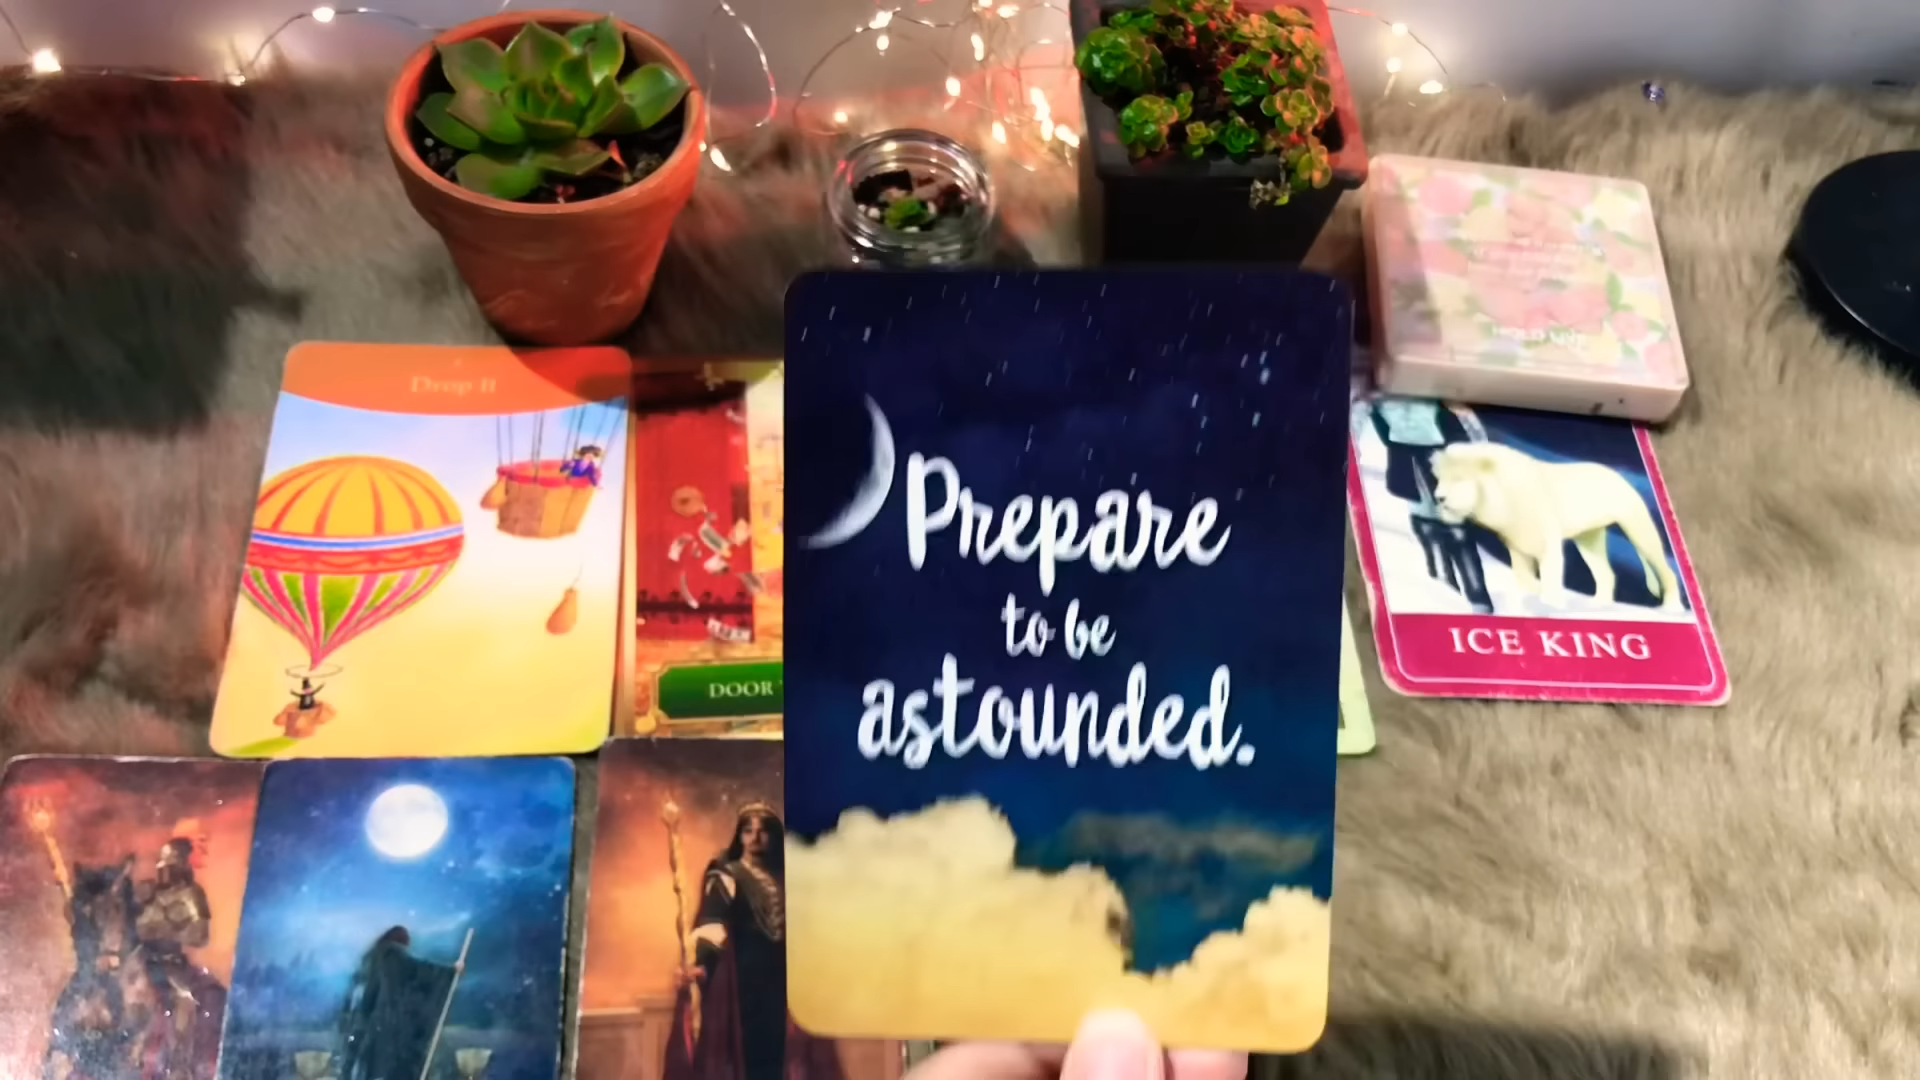 Drop it
Prepare
to be
astounded.
ICE KING
DOOR